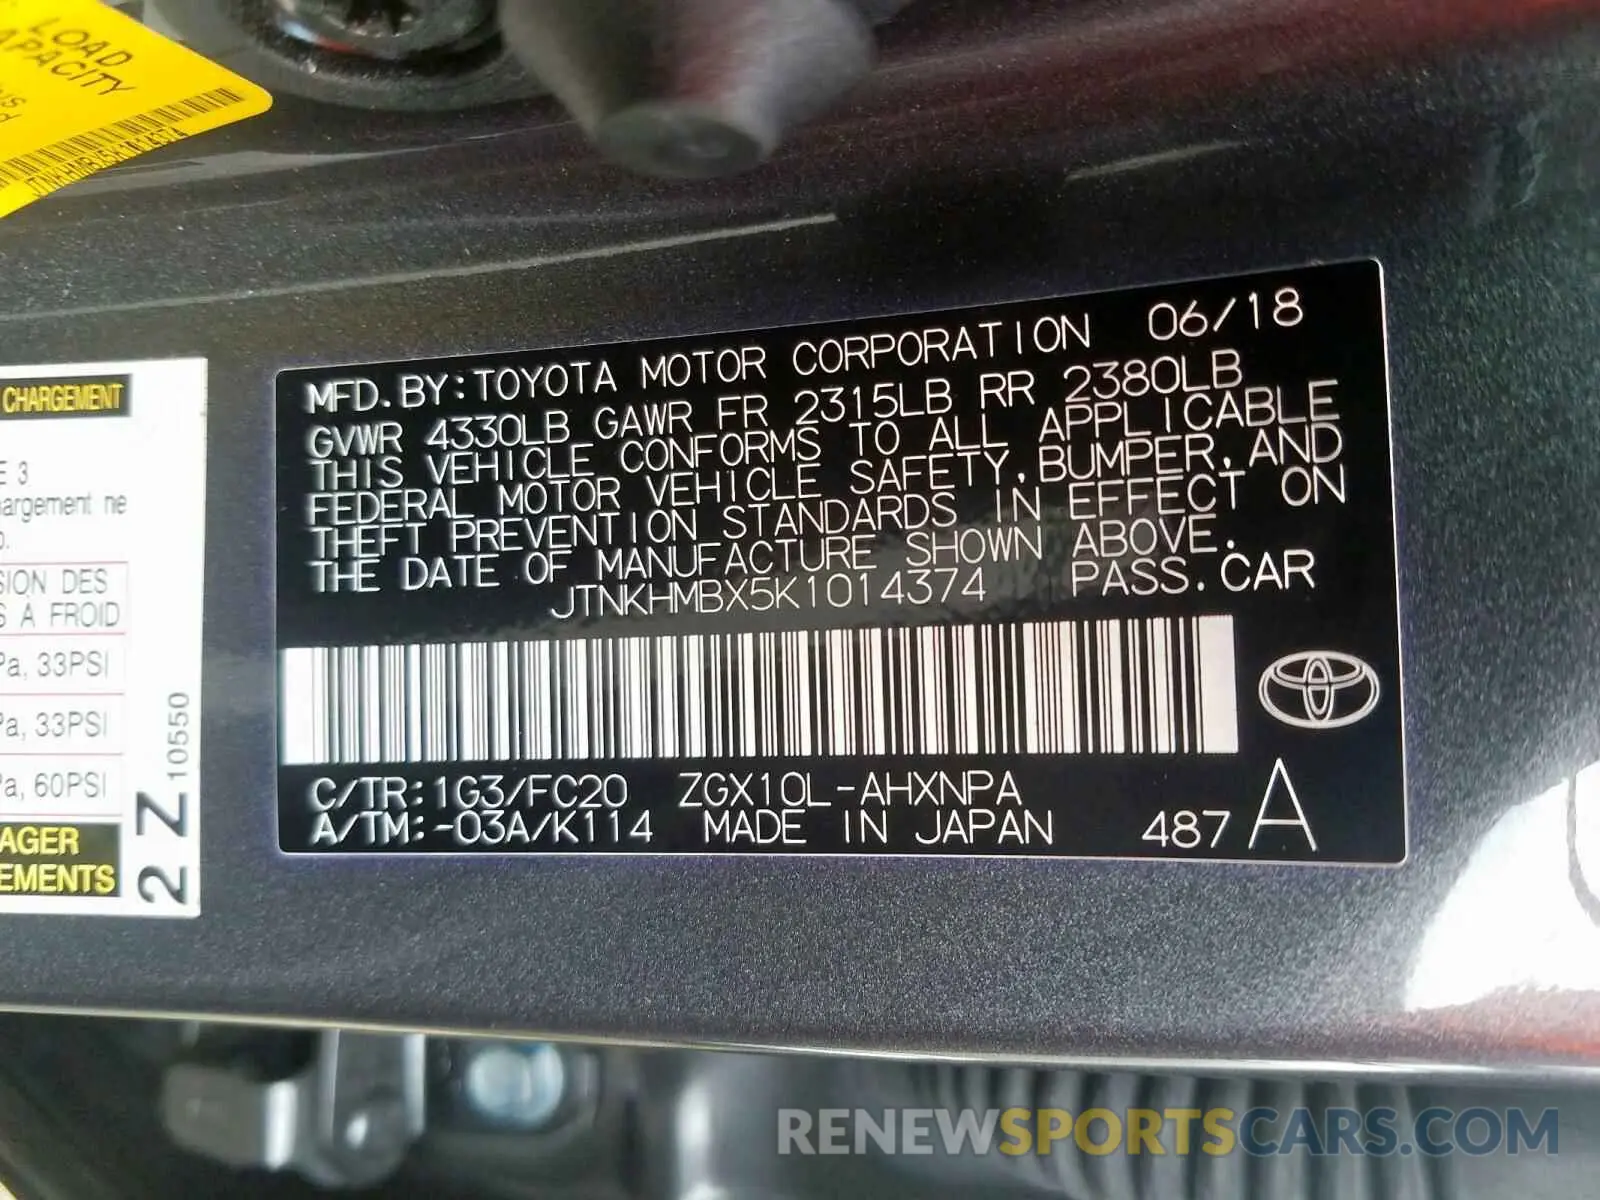 LOAD
APACITY
JTNKHMBX5K1014374
CHARGEMENT
E 3
argement ne
SION DES
S A FROID
Pa, 33PSI
Pa, 33PSI
Pa, 60PSI
AGER
EMENTS
2 Z 10550
MFD.BY:TOYOTA MOTOR CORPORATION 06/18
GVWR 4330LB GAWR FR 2315LB RR 2380LB
THIS VEHICLE CONFORMS TO ALL APPLICABLE
FEDERAL MOTOR VEHICLE SAFETY,BUMPER,AND
THEFT PREVENTION STANDARDS IN EFFECT ON
THE DATE OF MANUFACTURE SHOWN ABOVE.
JTNKHMBX5K1014374 PASS.CAR
C/TR:1G3/FC20 ZGX10L-AHXNPA
A/TM:-03A/K114 MADE IN JAPAN 487 A
RENEWSPORTSCARS.COM